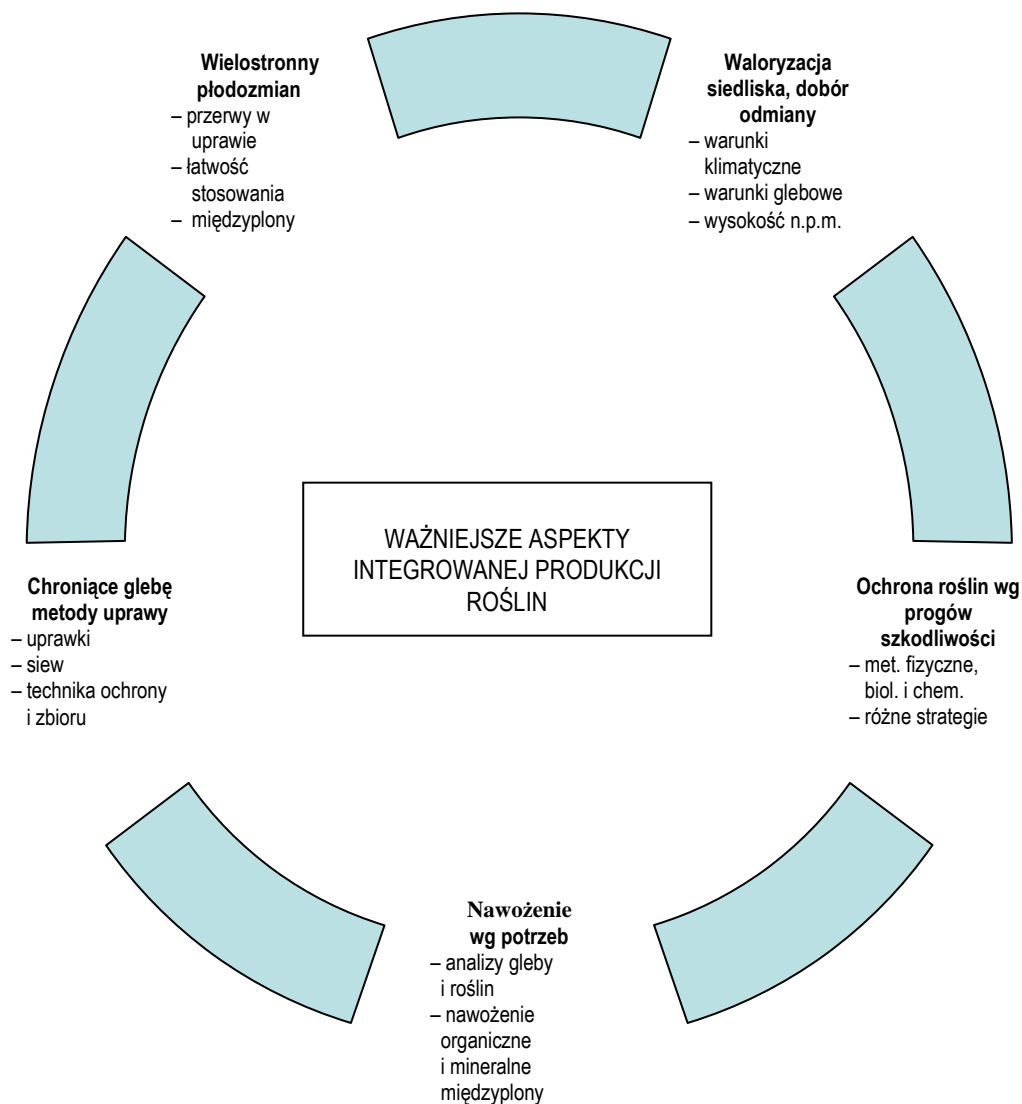 Wielostronny
płodozmian
– przerwy w
uprawie
– łatwość
stosowania
– międzyplony
Waloryzacja
siedliska, dobór
odmiany
– warunki
klimatyczne
– warunki glebowe
– wysokość n.p.m.
WAŻNIEJSZE ASPEKTY
INTEGROWANEJ PRODUKCJI
ROŚLIN
Chroniące glebę
metody uprawy
– uprawki
– siew
– technika ochrony
i zbioru
Ochrona roślin wg
progów
szkodliwości
– met. fizyczne,
biol. i chem.
– różne strategie
Nawożenie
wg potrzeb
– analizy gleby
i roślin
– nawożenie
organiczne
i mineralne
międzyplony